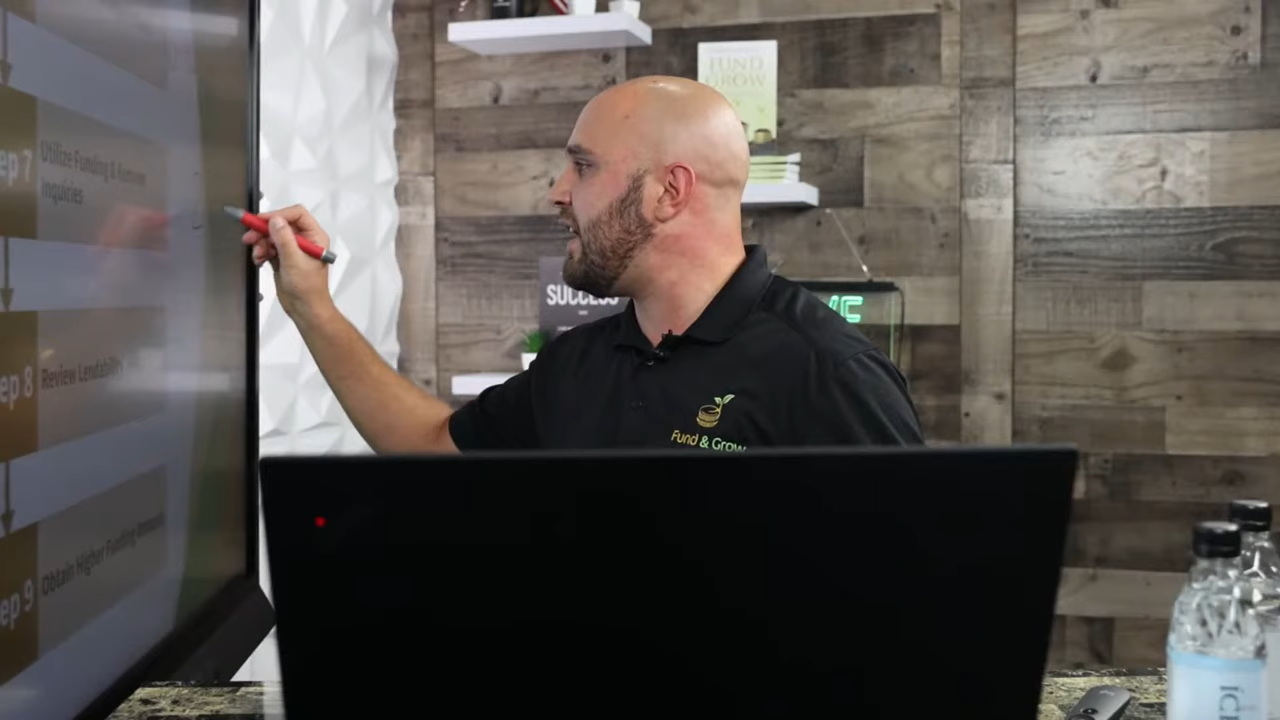 ep 7
Utilize Funding & Remove
Inquiries
ep 8
Review Lendability
ep 9
Obtain Higher Funding Amounts
FUND
GROW
SUCCESS
Fund & Grow